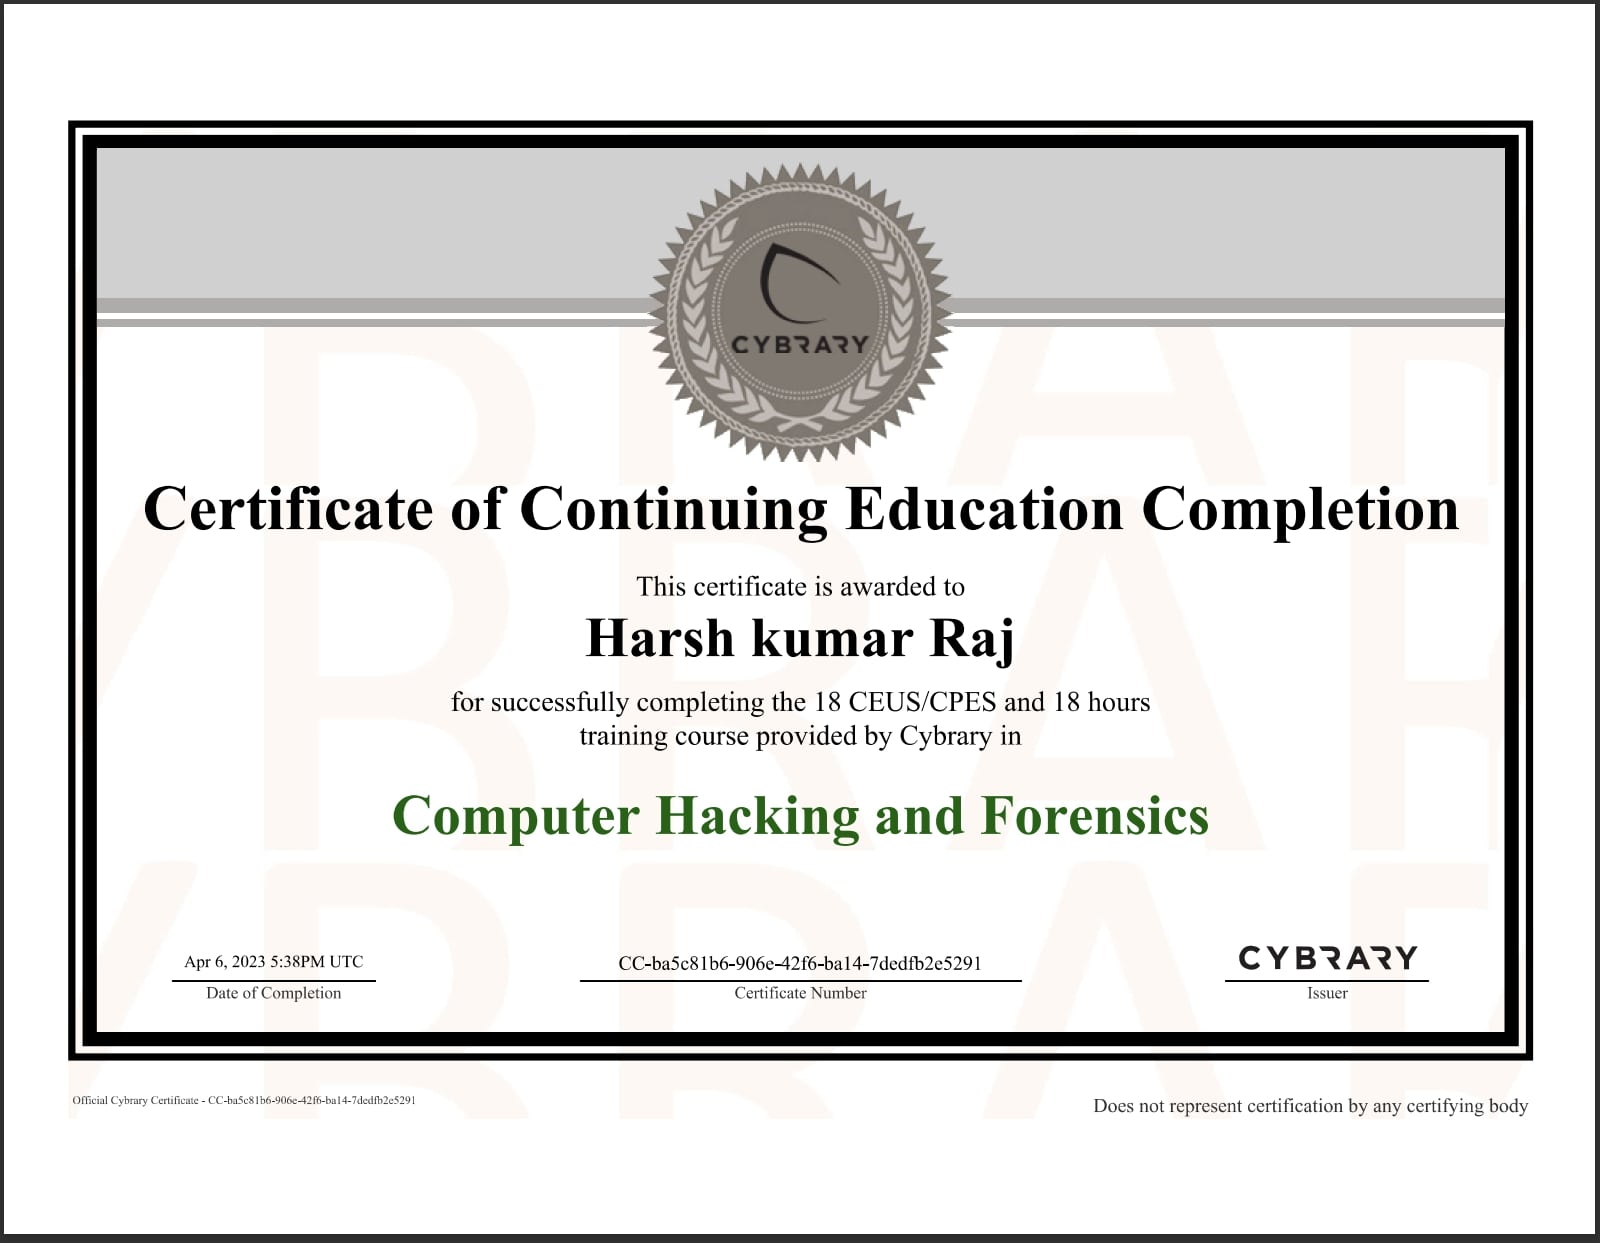 CYBRARY
Certificate of Continuing Education Completion
This certificate is awarded to
Harsh kumar Raj
for successfully completing the 18 CEUS/CPES and 18 hours
training course provided by Cybrary in
Computer Hacking and Forensics
Apr 6, 2023 5:38PM UTC
Date of Completion
CC-ba5c81b6-906e-42f6-ba14-7dedfb2e5291
Certificate Number
CYBRARY
Issuer
Official Cybrary Certificate - CC-ba5c81b6-906e-42f6-ba14-7dedfb2e5291
Does not represent certification by any certifying body